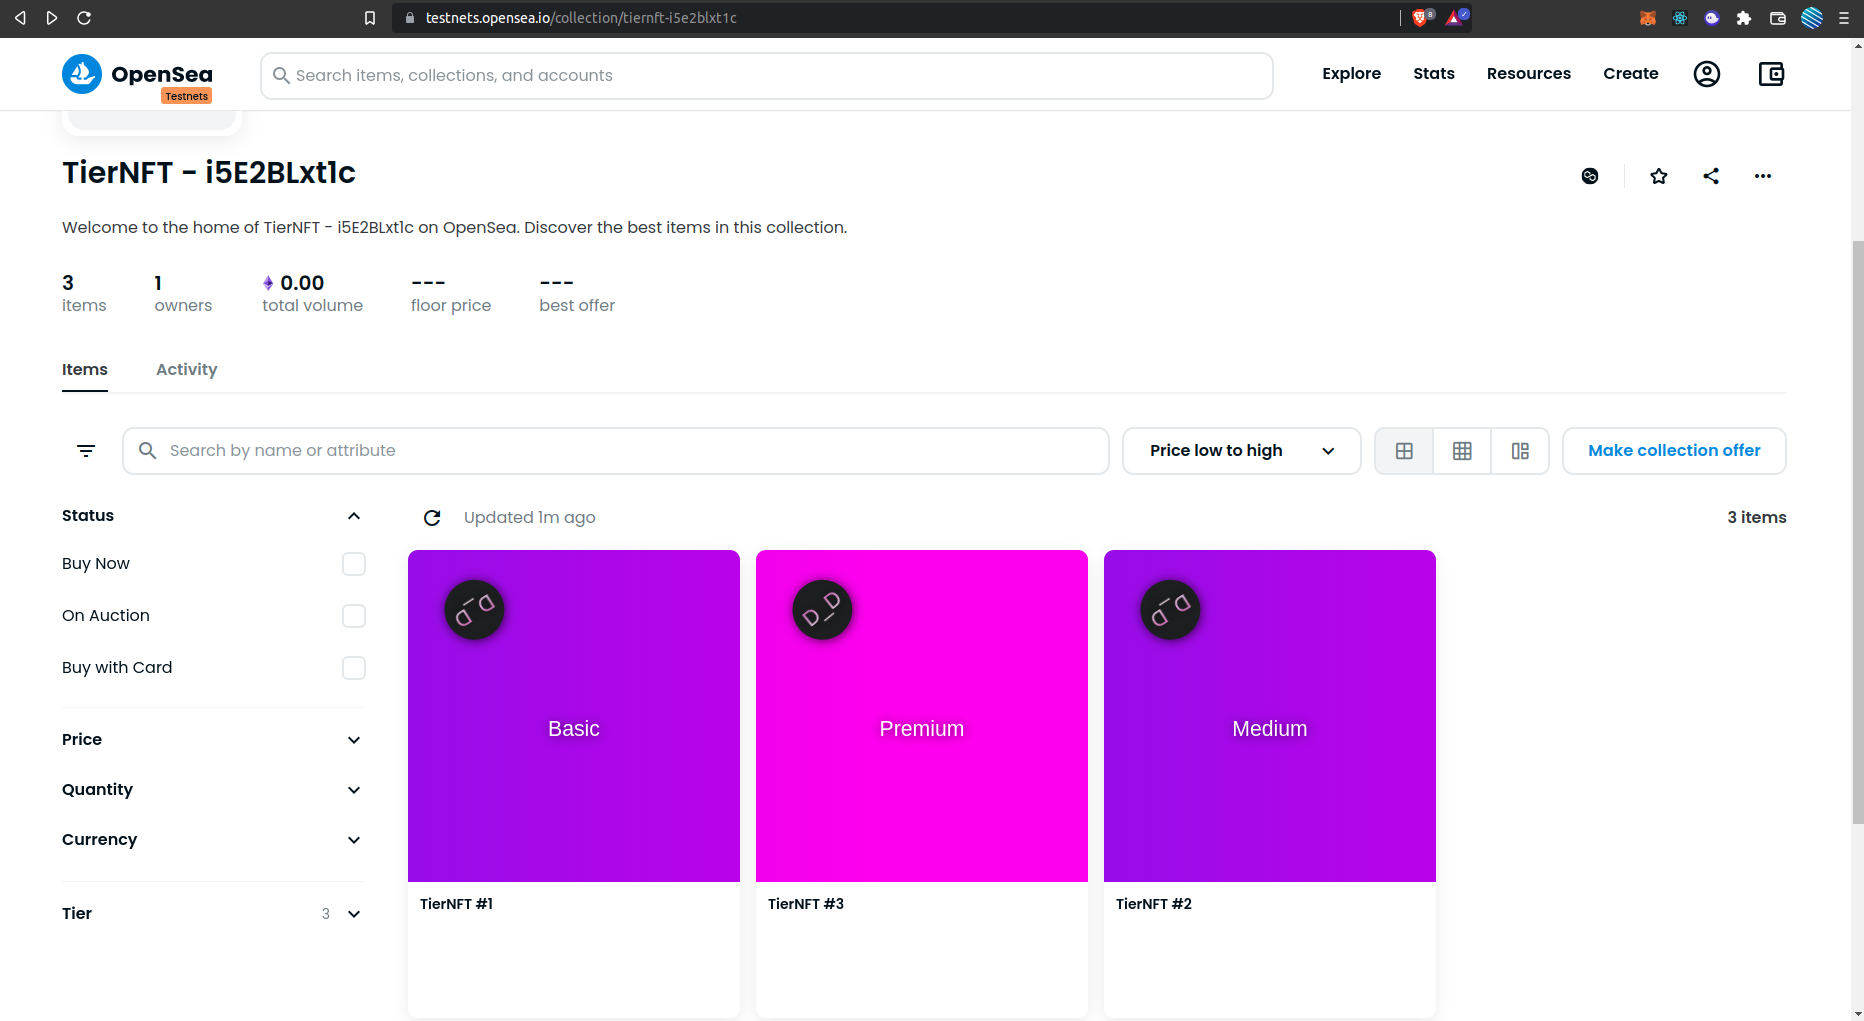 testnets.opensea.io/collection/tiernft-i5e2blxt1c
8
OpenSea
Testnets
Search items, collections, and accounts
Explore
Stats
Resources
Create
TierNFT - i5E2BLxt1c
Welcome to the home of TierNFT - i5E2BLxt1c on OpenSea. Discover the best items in this collection.
3
items
1
owners
0.00
total volume
---
floor price
---
best offer
Items
Activity
Search by name or attribute
Price low to high
Make collection offer
Status
Buy Now
On Auction
Buy with Card
Price
Quantity
Currency
Tier
3
Updated 1m ago
3 items
D_D
Basic
TierNFT #1
D_D
Premium
TierNFT #3
D_D
Medium
TierNFT #2